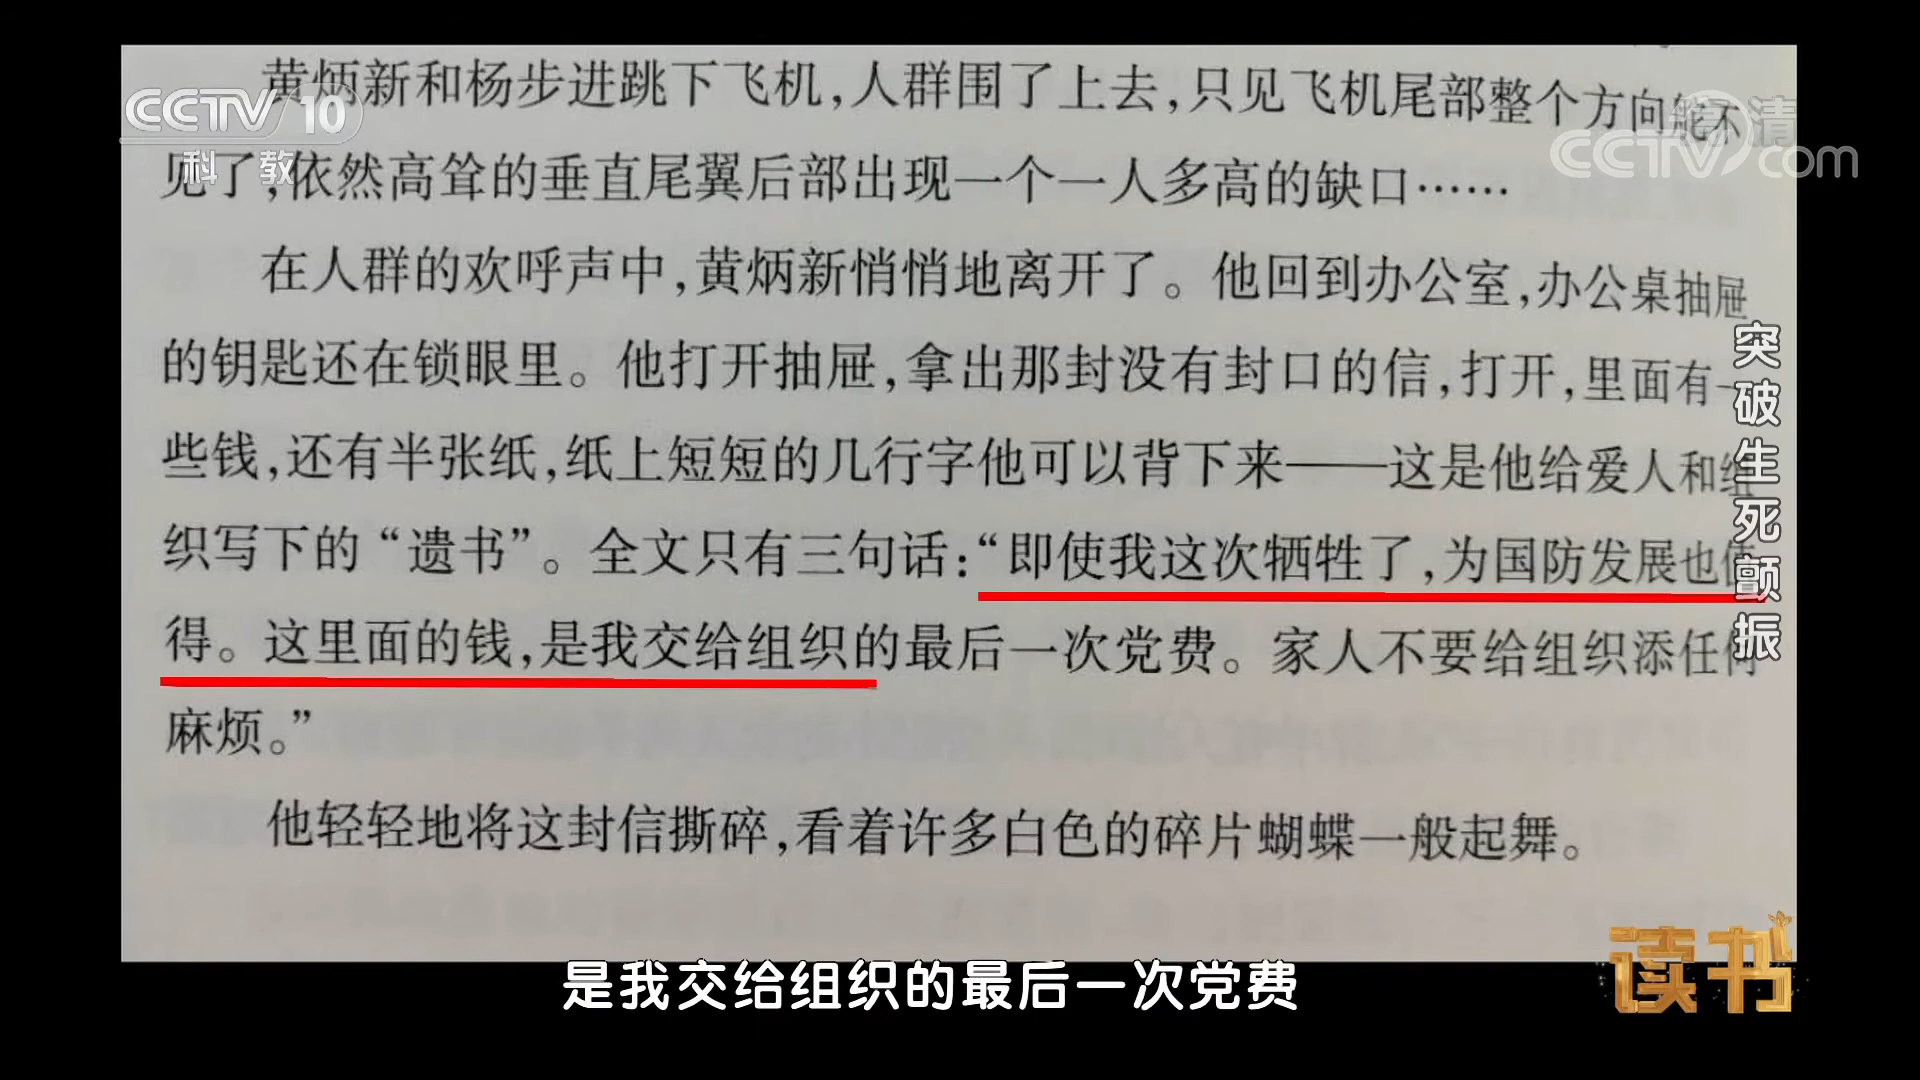 黄炳新和杨步进跳下飞机，人群围了上去，只见飞机尾部整个方向舵不
见了，依然高耸的垂直尾翼后部出现一个一人多高的缺口……
在人群的欢呼声中，黄炳新悄悄地离开了。他回到办公室，办公桌抽屉
的钥匙还在锁眼里。他打开抽屉，拿出那封没有封口的信，打开，里面有一
些钱，还有半张纸，纸上短短的几行字他可以背下来——这是他给爱人和组
织写下的“遗书”。全文只有三句话：“即使我这次牺牲了，为国防发展也值
得。这里面的钱，是我交给组织的最后一次党费。家人不要给组织添任何
麻烦。”
他轻轻地将这封信撕碎，看着许多白色的碎片蝴蝶一般起舞。
CCTV 10
科教
CCTV.com
突破生死颤振
是我交给组织的最后一次党费
读书